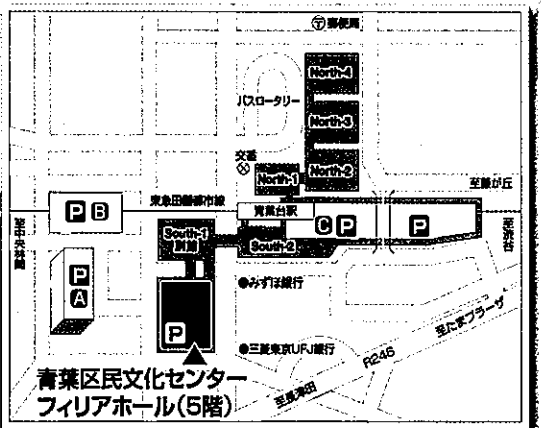 〒郵便局
North-4
バスロータリー
North-3
交番
North-2
North-1
至藤が丘
P B
東急田園都市線
青葉台駅
C P
P
South-1
別館
South-2
至中央林間
至渋谷
P
A
●みずほ銀行
P
●三菱東京UFJ銀行
R246
至たまプラーザ
至長津田
青葉区民文化センター
フィリアホール(5階)